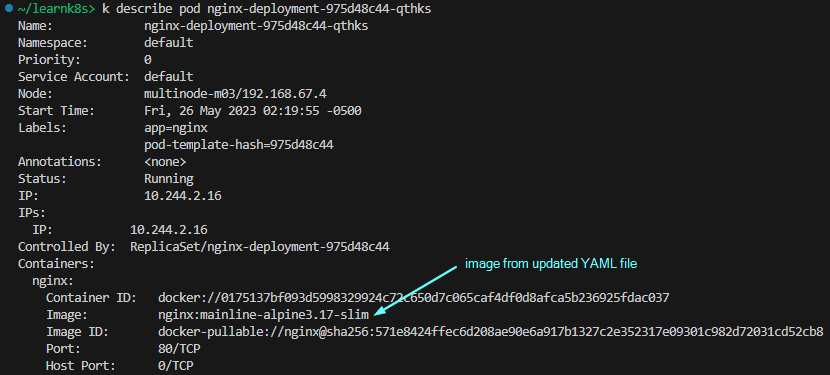 ~/learnk8s> k describe pod nginx-deployment-975d48c44-qthks
Name: nginx-deployment-975d48c44-qthks
Namespace: default
Priority: 0
Service Account: default
Node: multinode-m03/192.168.67.4
Start Time: Fri, 26 May 2023 02:19:55 -0500
Labels: app=nginx
pod-template-hash=975d48c44
Annotations: <none>
Status: Running
IP: 10.244.2.16
IPs:
IP: 10.244.2.16
Controlled By: ReplicaSet/nginx-deployment-975d48c44
Containers:
image from updated YAML file
nginx:
Container ID: docker://0175137bf093d5998329924c72c650d7c065caf4df0d8afca5b236925fdac037
Image: nginx:mainline-alpine3.17-slim
Image ID: docker-pullable://nginx@sha256:571e8424ffec6d208ae90e6a917b1327c2e352317e09301c982d72031cd52cb8
Port: 80/TCP
Host Port: 0/TCP